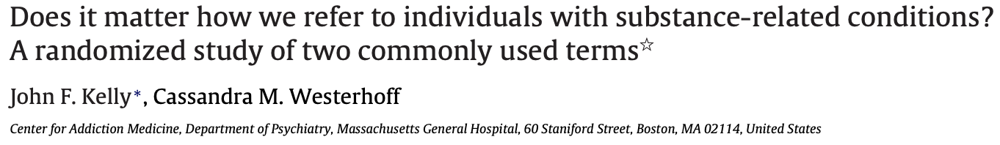 Does it matter how we refer to individuals with substance-related conditions?
A randomized study of two commonly used terms☆
John F. Kelly*, Cassandra M. Westerhoff
Center for Addiction Medicine, Department of Psychiatry, Massachusetts General Hospital, 60 Staniford Street, Boston, MA 02114, United States